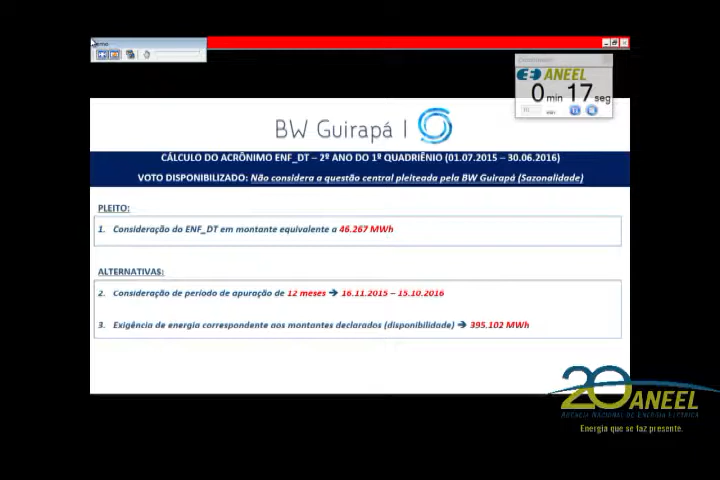 ANEEL
0 min 17 seg
BW Guirapá I
CÁLCULO DO ACRÔNIMO ENF_DT – 2º ANO DO 1º QUADRIÊNIO (01.07.2015 – 30.06.2016)
VOTO DISPONIBILIZADO: Não considera a questão central pleiteada pela BW Guirapá (Sazonalidade)
PLEITO:
1. Consideração do ENF_DT em montante equivalente a 46.267 MWh
ALTERNATIVAS:
2. Consideração de período de apuração de 12 meses → 16.11.2015 – 15.10.2016
3. Exigência de energia correspondente aos montantes declarados (disponibilidade) → 395.102 MWh
20 ANEEL
AGÊNCIA NACIONAL DE ENERGIA ELÉTRICA
Energia que se faz presente.